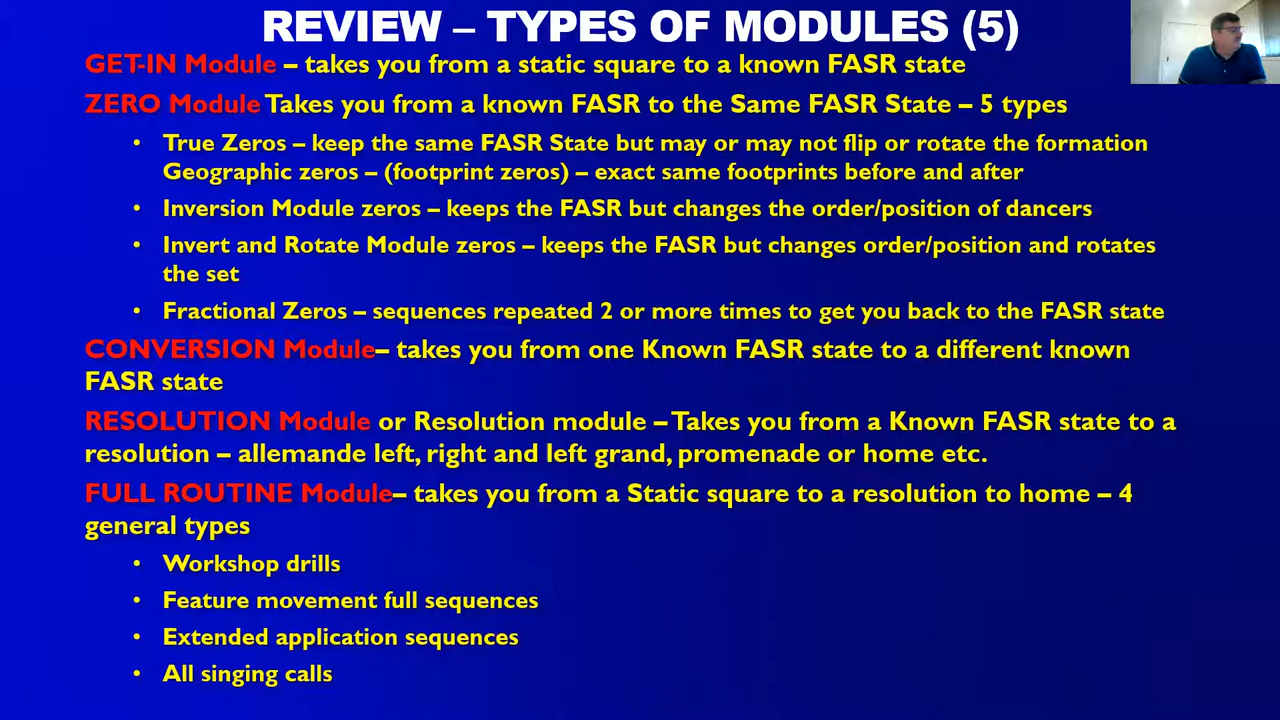 REVIEW – TYPES OF MODULES (5)
GET-IN Module – takes you from a static square to a known FASR state
ZERO Module Takes you from a known FASR to the Same FASR State – 5 types
• True Zeros – keep the same FASR State but may or may not flip or rotate the formation
Geographic zeros – (footprint zeros) – exact same footprints before and after
• Inversion Module zeros – keeps the FASR but changes the order/position of dancers
• Invert and Rotate Module zeros – keeps the FASR but changes order/position and rotates
the set
• Fractional Zeros – sequences repeated 2 or more times to get you back to the FASR state
CONVERSION Module– takes you from one Known FASR state to a different known
FASR state
RESOLUTION Module or Resolution module – Takes you from a Known FASR state to a
resolution – allemande left, right and left grand, promenade or home etc.
FULL ROUTINE Module– takes you from a Static square to a resolution to home – 4
general types
• Workshop drills
• Feature movement full sequences
• Extended application sequences
• All singing calls